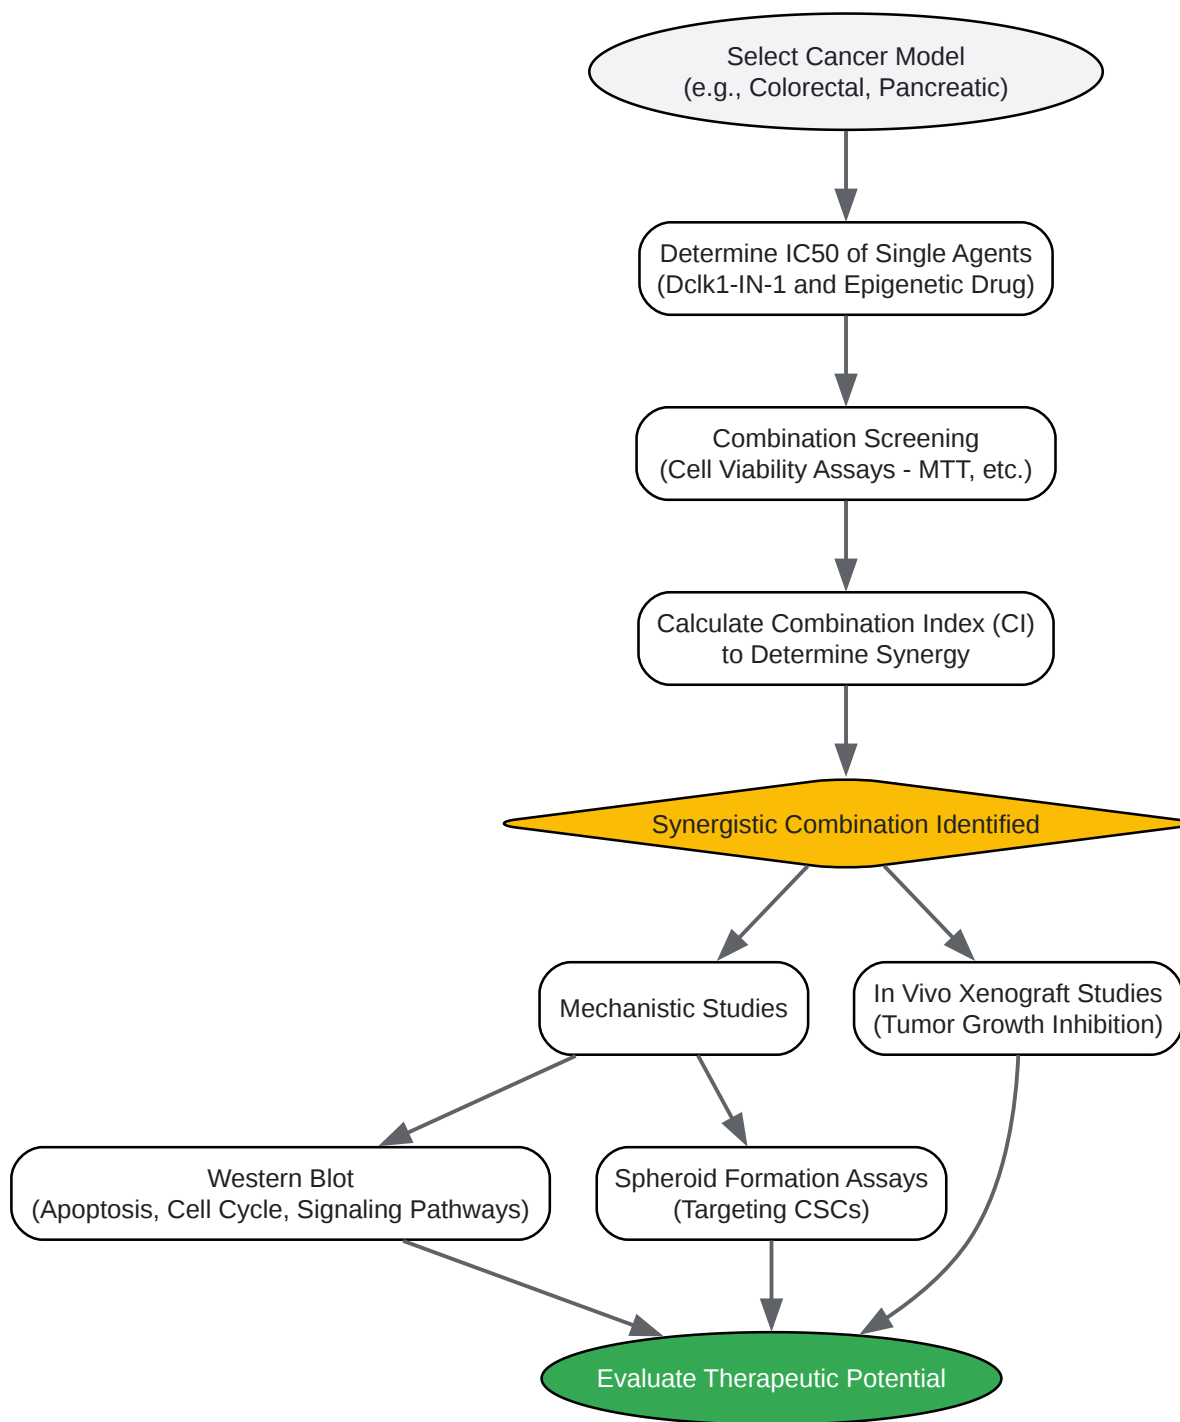 Select Cancer Model
(e.g., Colorectal, Pancreatic)
Determine IC50 of Single Agents
(Dclk1-IN-1 and Epigenetic Drug)
Combination Screening
(Cell Viability Assays - MTT, etc.)
Calculate Combination Index (CI)
to Determine Synergy
Synergistic Combination Identified
Mechanistic Studies
In Vivo Xenograft Studies
(Tumor Growth Inhibition)
Western Blot
(Apoptosis, Cell Cycle, Signaling Pathways)
Spheroid Formation Assays
(Targeting CSCs)
Evaluate Therapeutic Potential